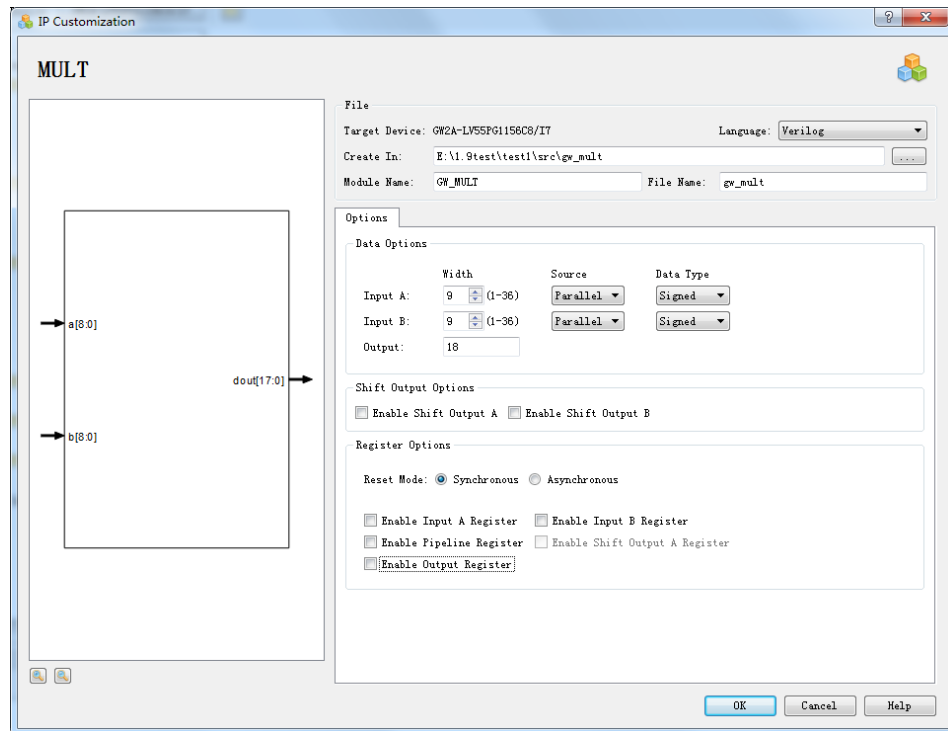 IP Customization
MULT
File
Target Device: GW2A-LV55PG1156C8/I7 Language: Verilog
Create In: E:\1.9test\test1\src\gw_mult ...
Module Name: GW_MULT File Name: gw_mult
Options
Data Options
Width Source Data Type
Input A: 9 (1-36) Parallel Signed
Input B: 9 (1-36) Parallel Signed
Output: 18
Shift Output Options
Enable Shift Output A Enable Shift Output B
Register Options
Reset Mode: Synchronous Asynchronous
Enable Input A Register Enable Input B Register
Enable Pipeline Register Enable Shift Output A Register
Enable Output Register
a[8:0]
dout[17:0]
b[8:0]
OK Cancel Help